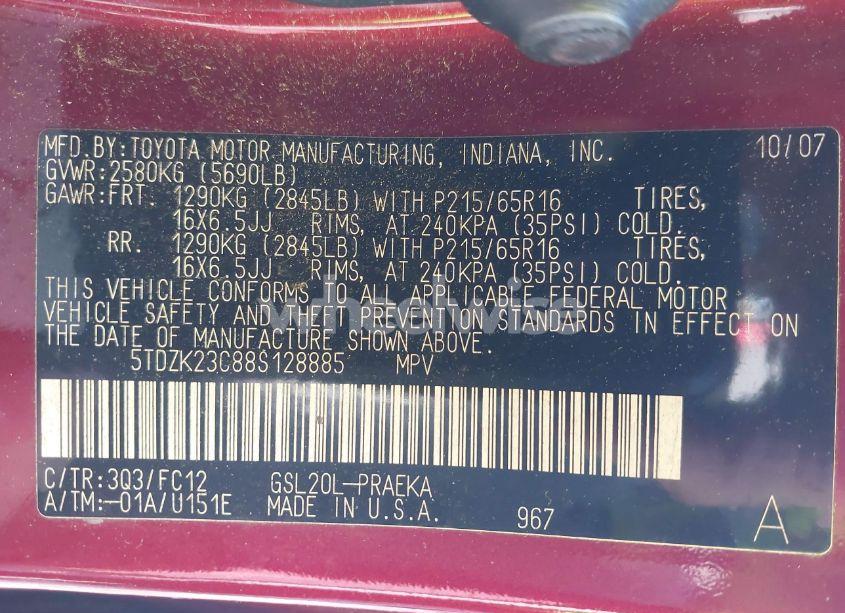 MFD.BY:TOYOTA MOTOR MANUFACTURING, INDIANA, INC. 10/07
GVWR:2580KG (5690LB)
GAWR:FRT. 1290KG (2845LB) WITH P215/65R16 TIRES,
16X6.5JJ RIMS, AT 240KPA (35PSI) COLD.
RR. 1290KG (2845LB) WITH P215/65R16 TIRES,
16X6.5JJ RIMS, AT 240KPA (35PSI) COLD.
THIS VEHICLE CONFORMS TO ALL APPLICABLE FEDERAL MOTOR
VEHICLE SAFETY AND THEFT PREVENTION STANDARDS IN EFFECT ON
THE DATE OF MANUFACTURE SHOWN ABOVE.
5TDZK23C88S128885 MPV
C/TR:3Q3/FC12 GSL20L-PRAEKA
A/TM:-01A/U151E MADE IN U.S.A. 967 A